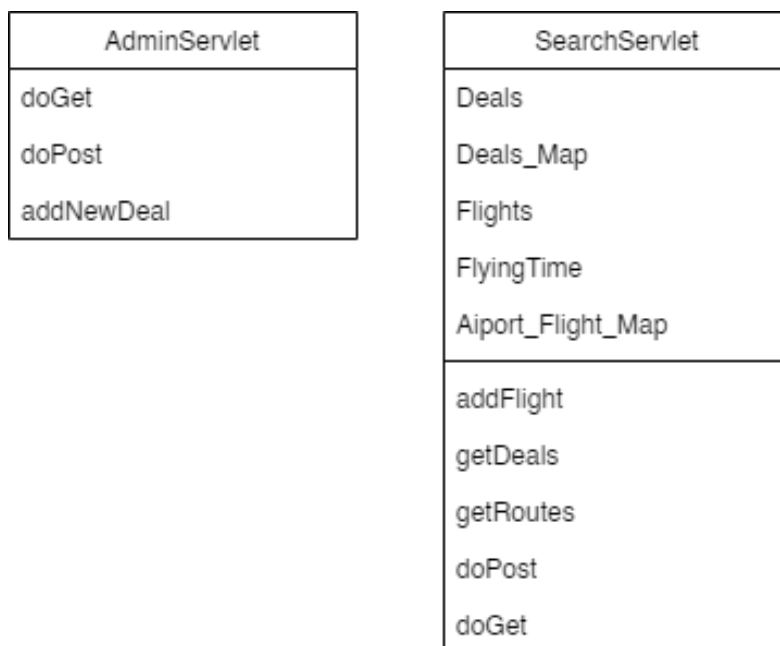 AdminServlet
doGet
doPost
addNewDeal
SearchServlet
Deals
Deals_Map
Flights
FlyingTime
Aiport_Flight_Map
addFlight
getDeals
getRoutes
doPost
doGet